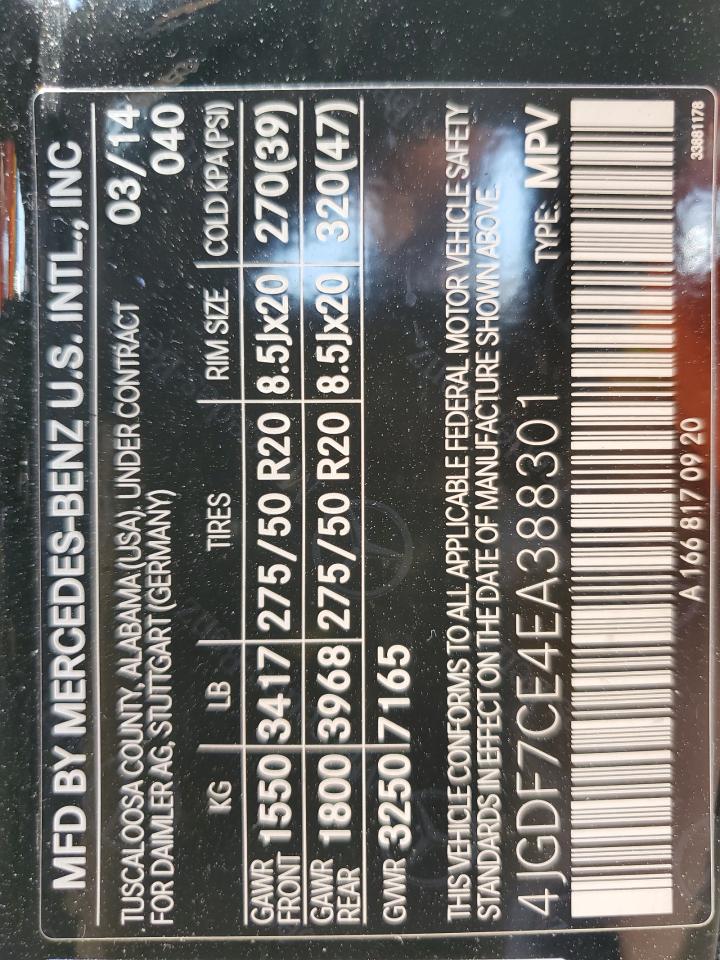 MFD BY MERCEDES-BENZ U.S. INTL., INC
TUSCALOOSA COUNTY, ALABAMA (USA), UNDER CONTRACT 03/14
FOR DAIMLER AG, STUTTGART (GERMANY) 040
KG LB TIRES RIM SIZE COLD KPA(PSI)
GAWR FRONT 1550 3417 275/50 R20 8.5Jx20 270(39)
GAWR REAR 1800 3968 275/50 R20 8.5Jx20 320(47)
GVWR 3250 7165
THIS VEHICLE CONFORMS TO ALL APPLICABLE FEDERAL MOTOR VEHICLE SAFETY
STANDARDS IN EFFECT ON THE DATE OF MANUFACTURE SHOWN ABOVE.
4JGDF7CE4EA388301 TYPE: MPV
A 166 817 09 20 33881178